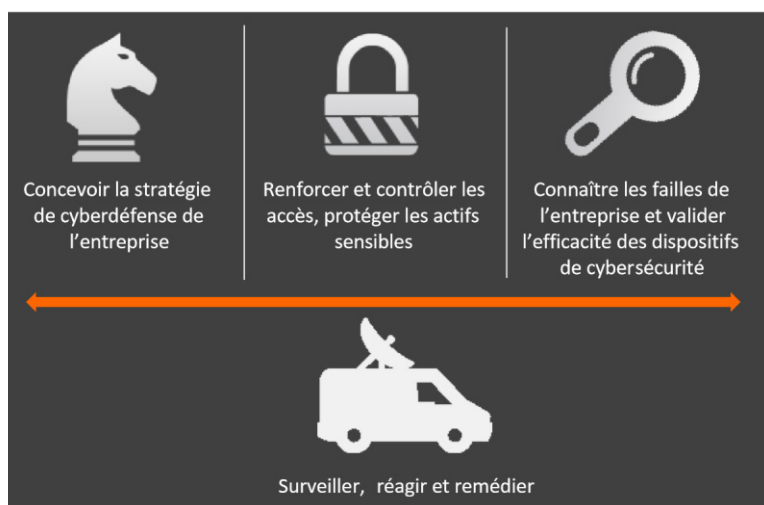 Concevoir la stratégie
de cyberdéfense de
l’entreprise
Renforcer et contrôler les
accès, protéger les actifs
sensibles
Connaître les failles de
l’entreprise et valider
l’efficacité des dispositifs
de cybersécurité
Surveiller, réagir et remédier